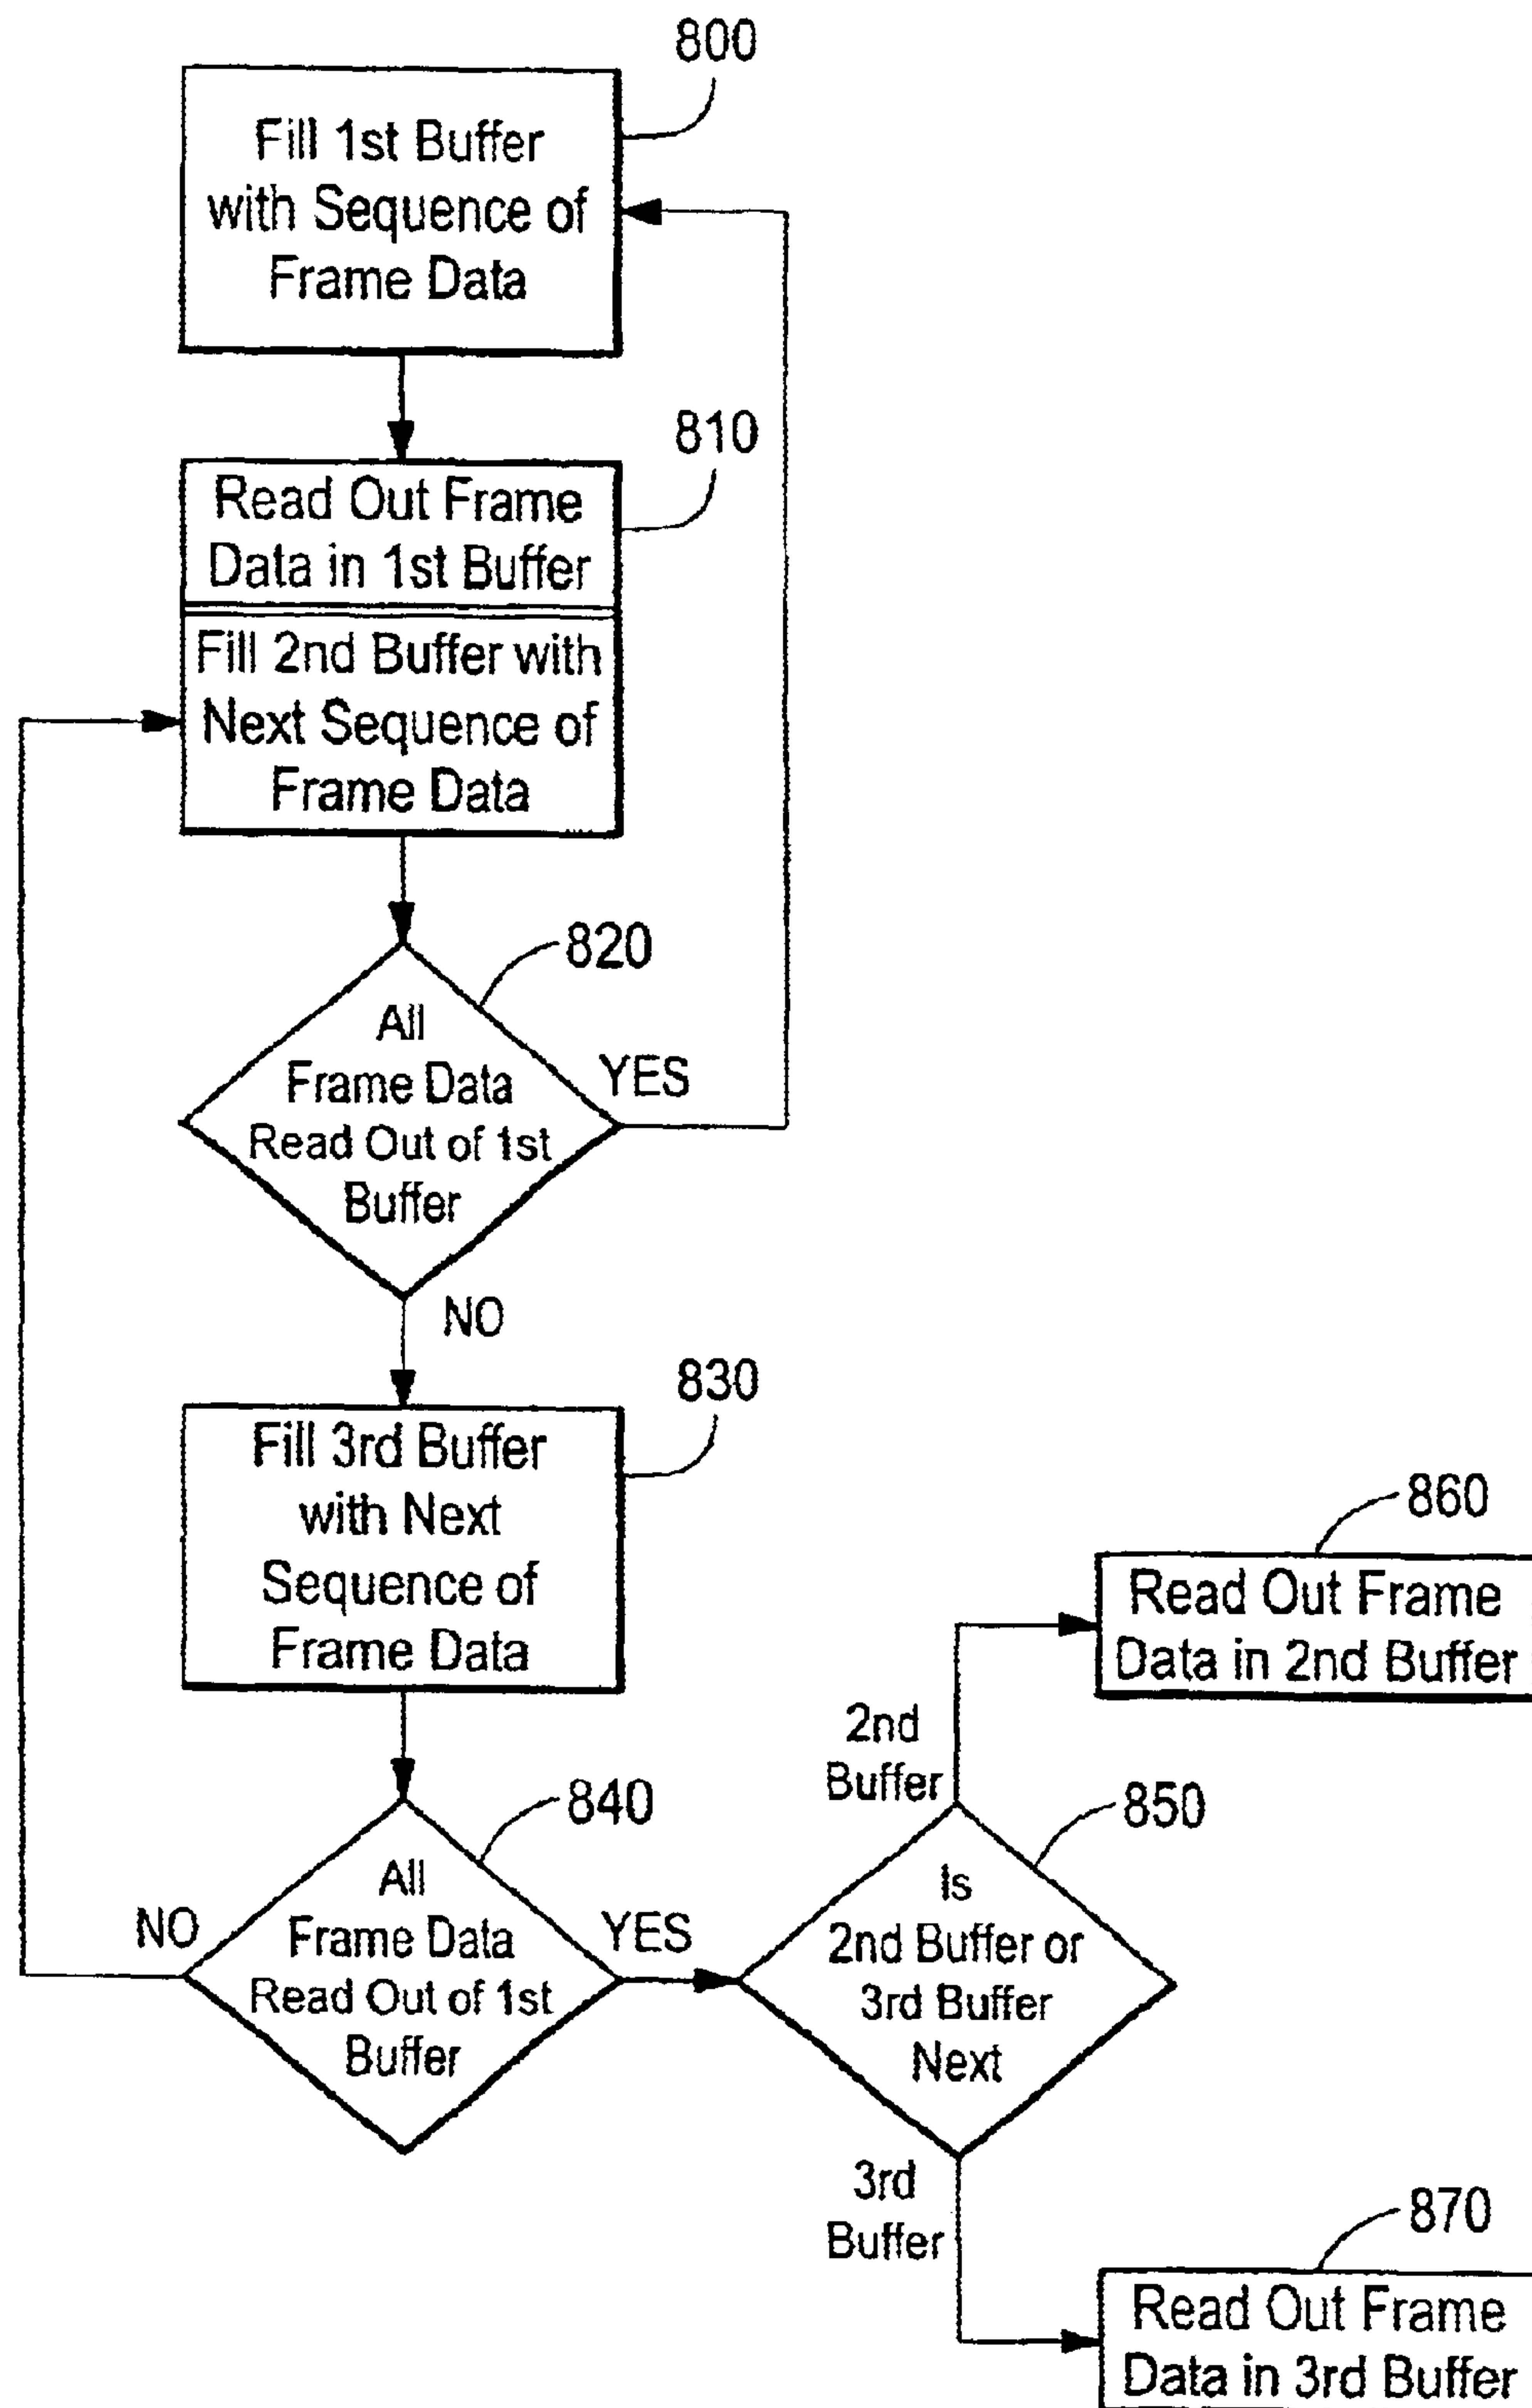 800
Fill 1st Buffer
with Sequence of
Frame Data
810
Read Out Frame
Data in 1st Buffer
Fill 2nd Buffer with
Next Sequence of
Frame Data
820
All
Frame Data
Read Out of 1st
Buffer
YES
NO
830
Fill 3rd Buffer
with Next
Sequence of
Frame Data
840
All
Frame Data
Read Out of 1st
Buffer
NO
YES
850
Is
2nd Buffer or
3rd Buffer
Next
2nd
Buffer
860
Read Out Frame
Data in 2nd Buffer
3rd
Buffer
870
Read Out Frame
Data in 3rd Buffer